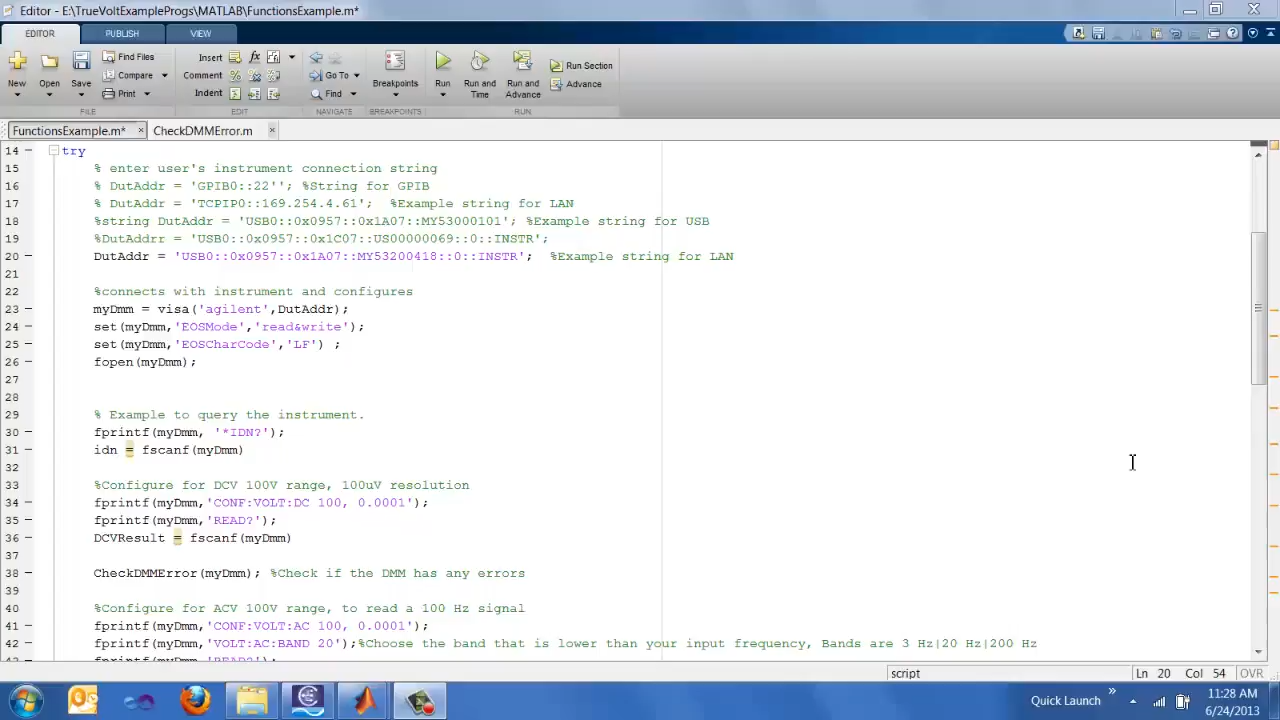 Editor - E:\TrueVoltExampleProgs\MATLAB\FunctionsExample.m*
EDITOR PUBLISH VIEW
New Open Save Find Files Compare Print
FILE
Insert Comment Indent fx
EDIT
Go To Find
NAVIGATE
Breakpoints
BREAKPOINTS
Run Run and Time Run and Advance Run Section Advance
RUN
FunctionsExample.m* × CheckDMMError.m ×
14 try
15 % enter user's instrument connection string
16 % DutAddr = 'GPIB0::22''; %String for GPIB
17 % DutAddr = 'TCPIP0::169.254.4.61'; %Example string for LAN
18 %string DutAddr = 'USB0::0x0957::0x1A07::MY53000101'; %Example string for USB
19 %DutAddrr = 'USB0::0x0957::0x1C07::US00000069::0::INSTR';
20 DutAddr = 'USB0::0x0957::0x1A07::MY53200418::0::INSTR'; %Example string for LAN
21
22 %connects with instrument and configures
23 myDmm = visa('agilent',DutAddr);
24 set(myDmm,'EOSMode','read&write');
25 set(myDmm,'EOSCharCode','LF') ;
26 fopen(myDmm);
27
28
29 % Example to query the instrument.
30 fprintf(myDmm, '*IDN?');
31 idn = fscanf(myDmm)
32
33 %Configure for DCV 100V range, 100uV resolution
34 fprintf(myDmm,'CONF:VOLT:DC 100, 0.0001');
35 fprintf(myDmm,'READ?');
36 DCVResult = fscanf(myDmm)
37
38 CheckDMMError(myDmm); %Check if the DMM has any errors
39
40 %Configure for ACV 100V range, to read a 100 Hz signal
41 fprintf(myDmm,'CONF:VOLT:AC 100, 0.0001');
42 fprintf(myDmm,'VOLT:AC:BAND 20');%Choose the band that is lower than your input frequency, Bands are 3 Hz|20 Hz|200 Hz
43 fprintf(myDmm,'READ?');
script Ln 20 Col 54 OVR
Quick Launch » 11:28 AM
6/24/2013